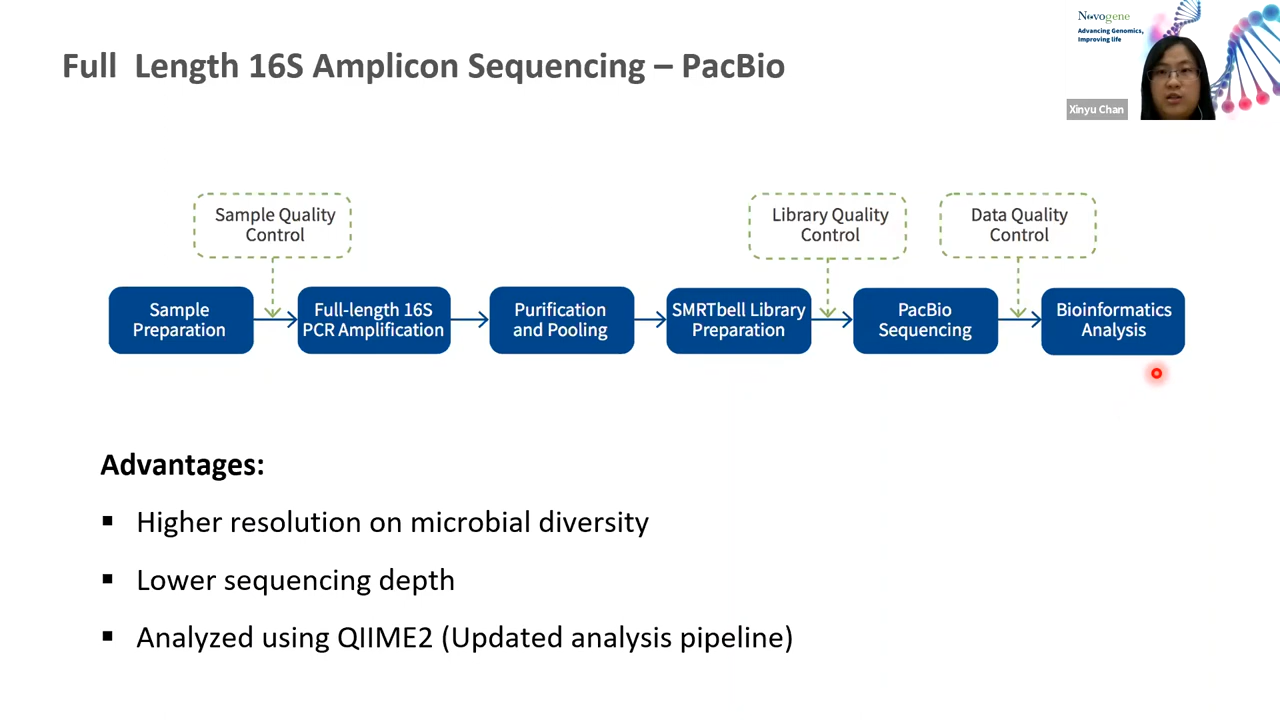 Novogene
Advancing Genomics,
Improving life
Full Length 16S Amplicon Sequencing – PacBio
Xinyu Chan
Sample Quality
Control
Library Quality
Control
Data Quality
Control
Sample
Preparation
Full-length 16S
PCR Amplification
Purification
and Pooling
SMRTbell Library
Preparation
PacBio
Sequencing
Bioinformatics
Analysis
Advantages:
▪ Higher resolution on microbial diversity
▪ Lower sequencing depth
▪ Analyzed using QIIME2 (Updated analysis pipeline)